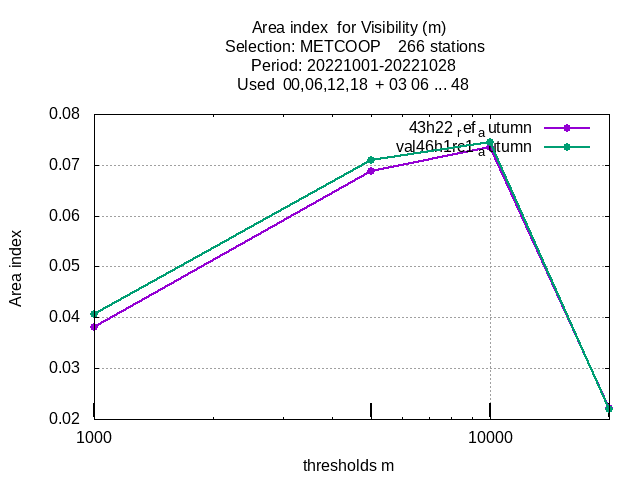 Area index  for Visibility (m)
Selection: METCOOP    266 stations
Period: 20221001-20221028
Used  00,06,12,18  + 03 06 ... 48
0.08
43h22 ref a utumn
val46h1rc1 a utumn
0.07
0.06
0.05
0.04
0.03
0.02
Area index
1000
10000
thresholds m